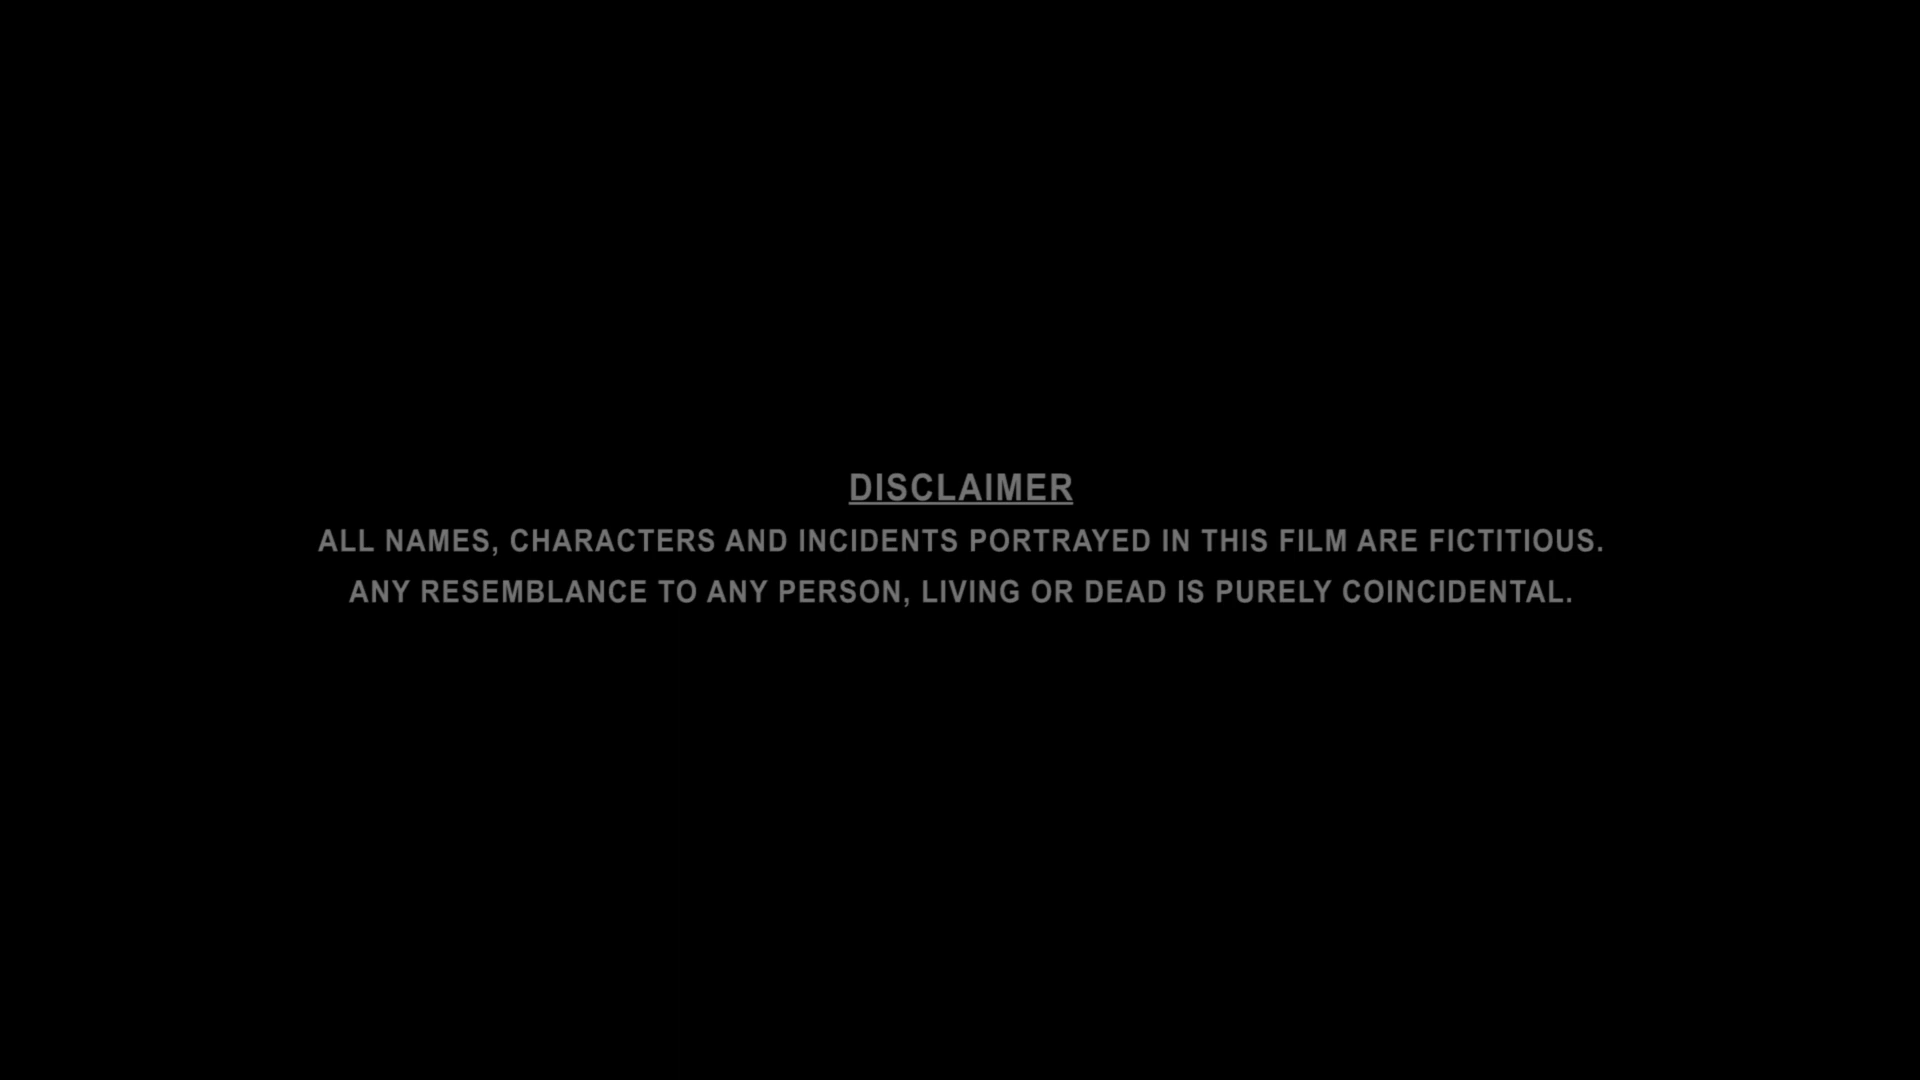 DISCLAIMER
ALL NAMES, CHARACTERS AND INCIDENTS PORTRAYED IN THIS FILM ARE FICTITIOUS.
ANY RESEMBLANCE TO ANY PERSON, LIVING OR DEAD IS PURELY COINCIDENTAL.